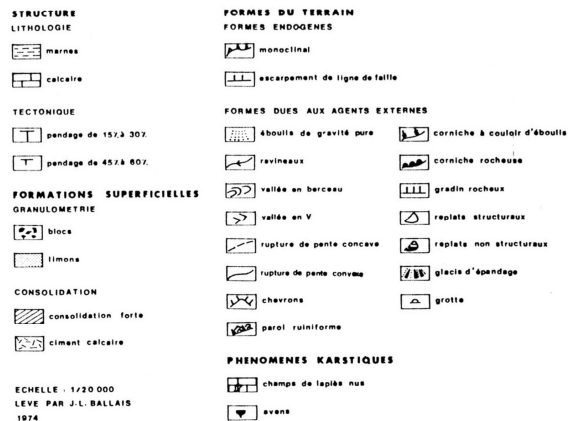 STRUCTURE
LITHOLOGIE
marnes
calcaire
TECTONIQUE
pendage de 15% à 30%
pendage de 45% à 60%
FORMATIONS SUPERFICIELLES
GRANULOMETRIE
blocs
limons
CONSOLIDATION
consolidation forte
ciment calcaire
ECHELLE : 1/20 000
LEVE PAR J.L. BALLAIS
1974
FORMES DU TERRAIN
FORMES ENDOGENES
monoclinal
escarpement de ligne de faille
FORMES DUES AUX AGENTS EXTERNES
éboulis de gravité pure
ravineaux
vallée en berceau
vallée en V
rupture de pente concave
rupture de pente convexe
chevrons
paroi ruiniforme
corniche à couloir d'éboulis
corniche rocheuse
gradin rocheux
replats structuraux
replats non structuraux
glacis d'épandage
grotte
PHENOMENES KARSTIQUES
champs de lapiès nus
avens